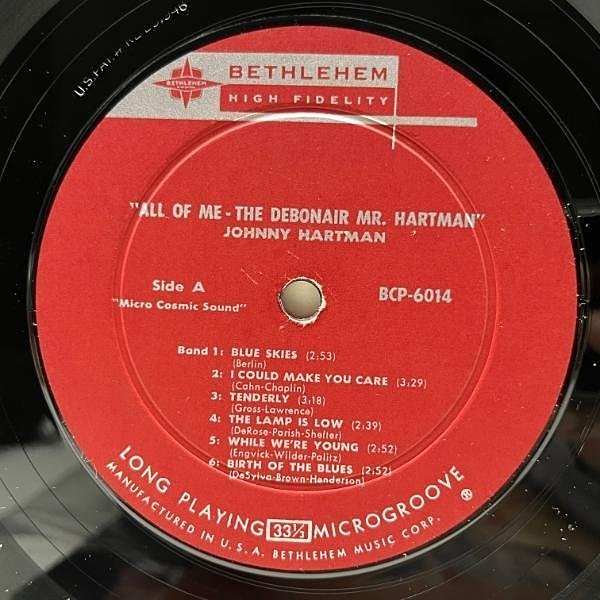 BETHLEHEM
BETHLEHEM
HIGH FIDELITY
"ALL OF ME - THE DEBONAIR MR. HARTMAN"
JOHNNY HARTMAN
Side A
"Micro Cosmic Sound"
BCP-6014
Band 1: BLUE SKIES (2:53)
(Berlin)
2: I COULD MAKE YOU CARE (3:29)
(Cahn-Chaplin)
3: TENDERLY (3:18)
(Gross-Lawrence)
4: THE LAMP IS LOW (2:39)
(DeRose-Parish-Shefter)
5: WHILE WE'RE YOUNG (2:52)
(Engvick-Wilder-Palitz)
6: BIRTH OF THE BLUES (2:52)
(DeSylva-Brown-Henderson)
LONG PLAYING 33⅓ MICROGROOVE ®
MANUFACTURED IN U.S.A. BETHLEHEM MUSIC CORP.